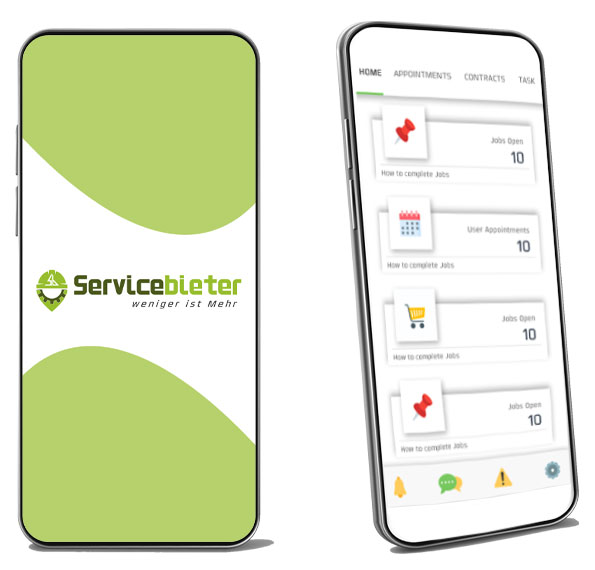 Servicebieter
weniger ist Mehr
HOME APPOINTMENTS CONTRACTS TASK
Jobs Open
10
How to complete Jobs
User Appointments
10
How to complete Jobs
Jobs Open
10
How to complete Jobs
Jobs Open
10
How to complete Jobs